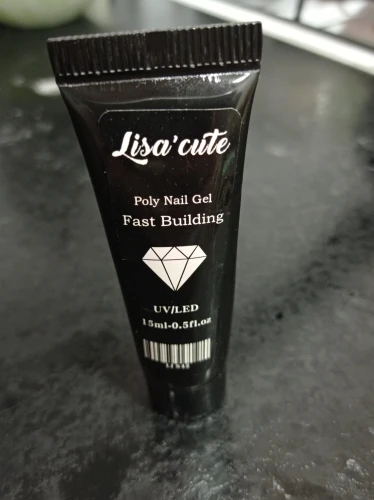 Lisa'cute
Poly Nail Gel
Fast Building
UV/LED
15ml-0.5fl.oz